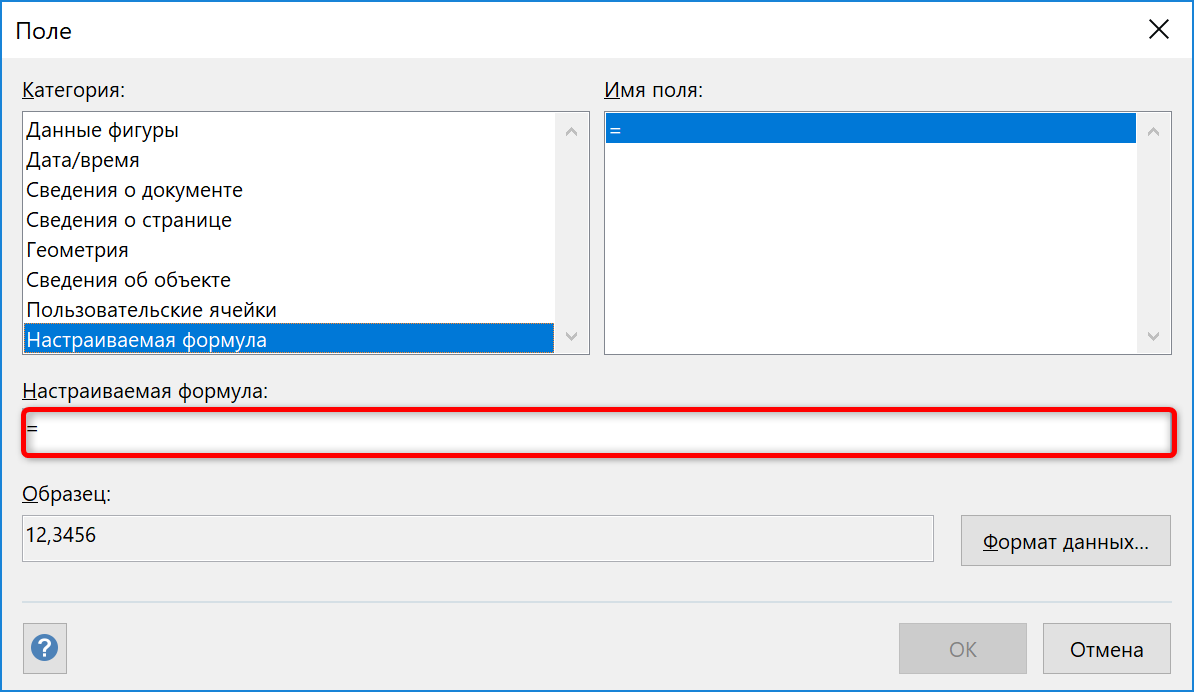 Поле
Категория:
Имя поля:
Данные фигуры
Дата/время
Сведения о документе
Сведения о странице
Геометрия
Сведения об объекте
Пользовательские ячейки
Настраиваемая формула
=
Настраиваемая формула:
=
Образец:
12,3456
Формат данных...
?
ОК
Отмена